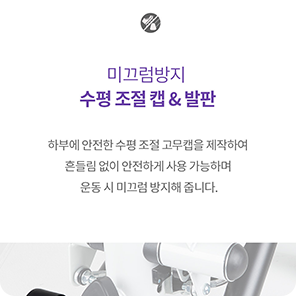 미끄럼방지
수평 조절 캡 & 발판
하부에 안전한 수평 조절 고무캡을 제작하여
흔들림 없이 안전하게 사용 가능하며
운동 시 미끄럼 방지해 줍니다.